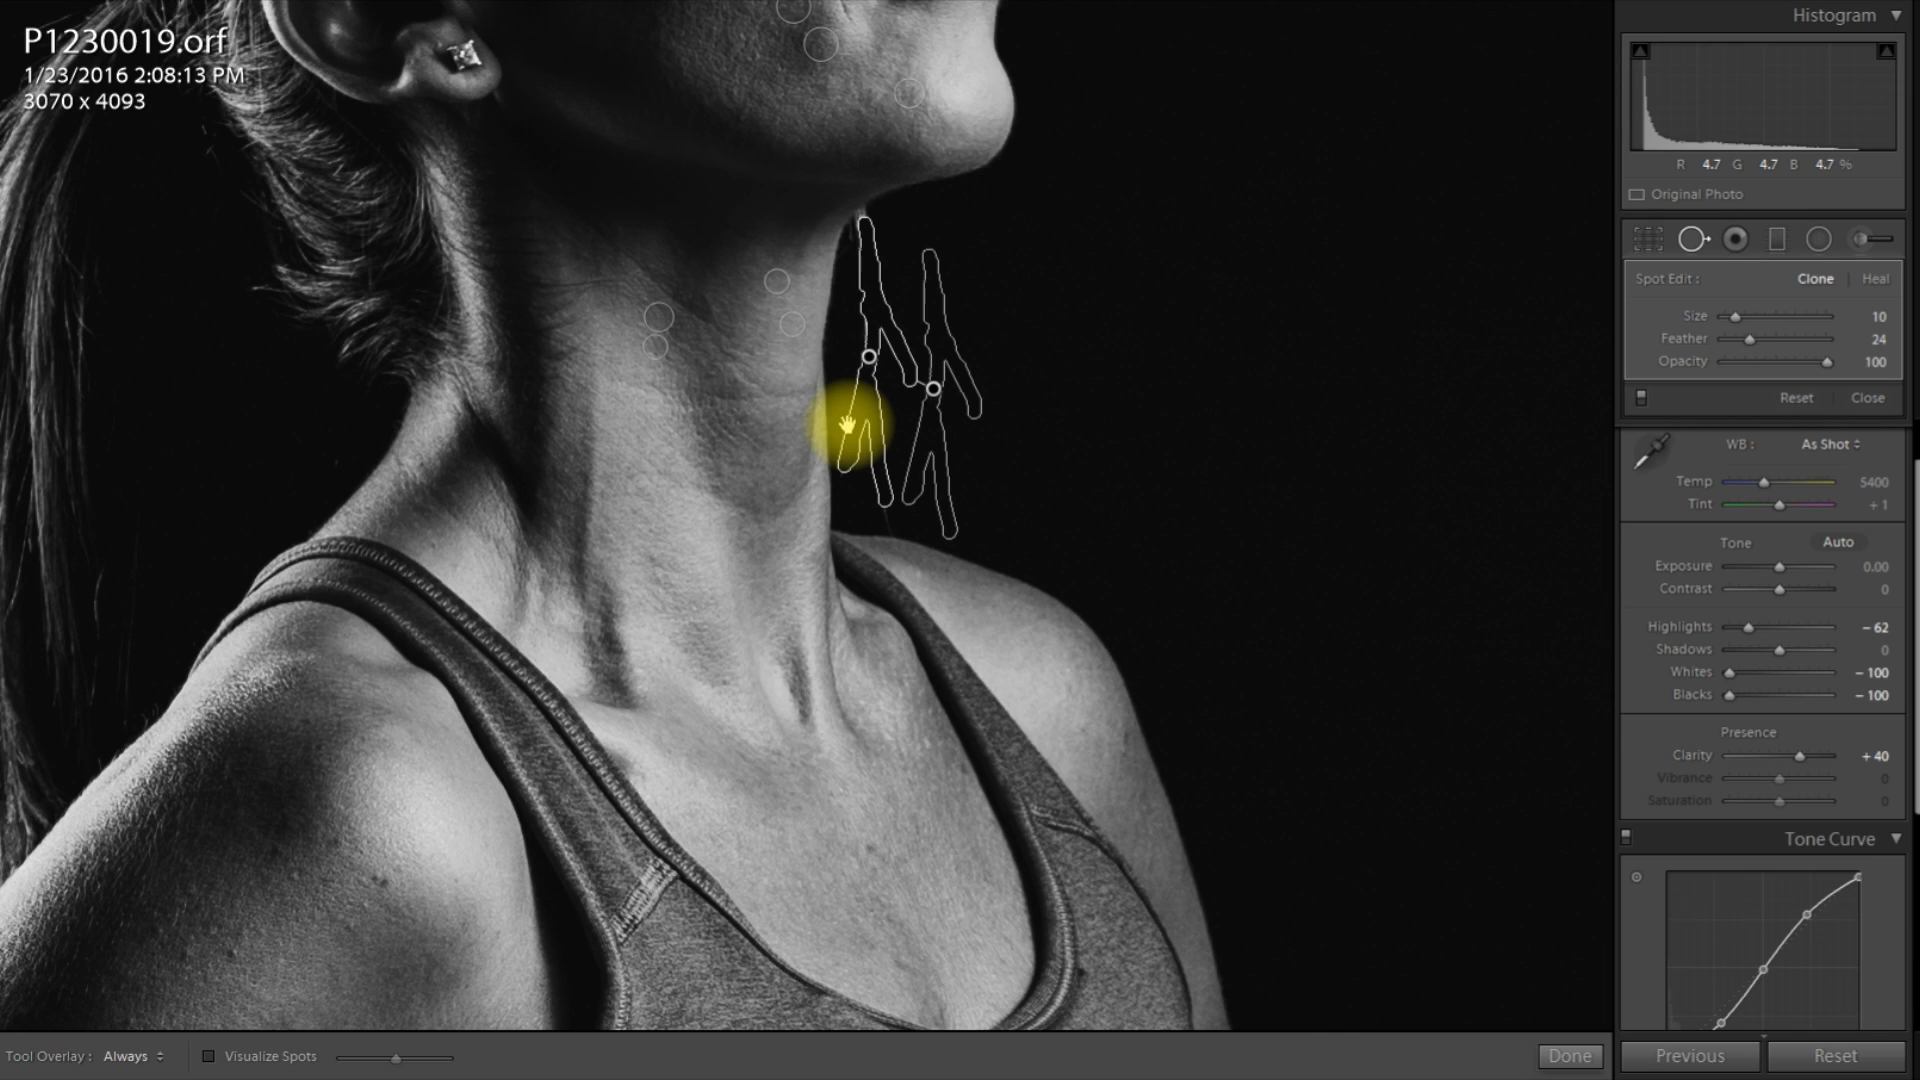 P1230019.orf
1/23/2016 2:08:13 PM
3070 x 4093
Histogram
R 4.7 G 4.7 B 4.7 %
Original Photo
Spot Edit : Clone | Heal
Size 10
Feather 24
Opacity 100
Reset Close
WB : As Shot
Temp 5400
Tint + 1
Tone Auto
Exposure 0.00
Contrast 0
Highlights − 62
Shadows 0
Whites − 100
Blacks − 100
Presence
Clarity + 40
Vibrance 0
Saturation 0
Tone Curve
Tool Overlay : Always Visualize Spots Done Previous Reset